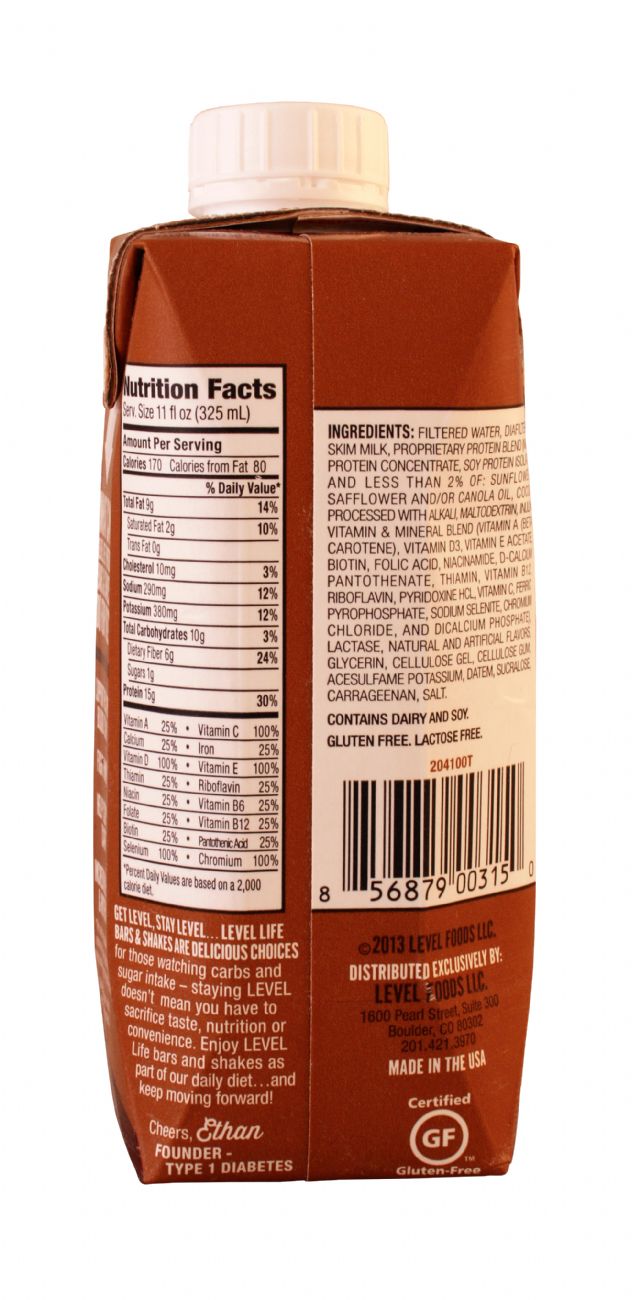 Nutrition Facts
Serv. Size 11 fl oz (325 mL)
Amount Per Serving
Calories 170 Calories from Fat 80
% Daily Value*
Total Fat 9g 14%
Saturated Fat 2g 10%
Trans Fat 0g
Cholesterol 10mg 3%
Sodium 290mg 12%
Potassium 380mg 12%
Total Carbohydrates 10g 3%
Dietary Fiber 6g 24%
Sugars 1g
Protein 15g 30%
Vitamin A 25% • Vitamin C 100%
Calcium 25% • Iron 25%
Vitamin D 100% • Vitamin E 100%
Thiamin 25% • Riboflavin 25%
Niacin 25% • Vitamin B6 25%
Folate 25% • Vitamin B12 25%
Biotin 25% • Pantothenic Acid 25%
Selenium 100% • Chromium 100%
*Percent Daily Values are based on a 2,000
calorie diet.
GET LEVEL, STAY LEVEL... LEVEL LIFE
BARS & SHAKES ARE DELICIOUS CHOICES
for those watching carbs and
sugar intake – staying LEVEL
doesn't mean you have to
sacrifice taste, nutrition or
convenience. Enjoy LEVEL
Life bars and shakes as
part of our daily diet...and
keep moving forward!
Cheers, Ethan
FOUNDER -
TYPE 1 DIABETES
INGREDIENTS: FILTERED WATER,
SKIM MILK, PROPRIETARY PROTEIN BLEND
PROTEIN CONCENTRATE, SOY PROTEIN
AND LESS THAN 2% OF:
SAFFLOWER AND/OR CANOLA OIL,
PROCESSED WITH ALKALI, MALTODEXTRIN,
VITAMIN & MINERAL BLEND (VITAMIN A
CAROTENE), VITAMIN D3, VITAMIN E ACETATE,
BIOTIN, FOLIC ACID, NIACINAMIDE, D-CALCIUM
PANTOTHENATE, THIAMIN, VITAMIN B12,
RIBOFLAVIN, PYRIDOXINE HCL, VITAMIN C, FERRIC
PYROPHOSPHATE, SODIUM SELENITE, CHROMIUM
CHLORIDE, AND DICALCIUM PHOSPHATE),
LACTASE, NATURAL AND ARTIFICIAL FLAVORS,
GLYCERIN, CELLULOSE GEL, CELLULOSE GUM,
ACESULFAME POTASSIUM, DATEM, SUCRALOSE,
CARRAGEENAN, SALT.
CONTAINS DAIRY AND SOY.
GLUTEN FREE. LACTOSE FREE.
204100T
8 56879 00315 0
©2013 LEVEL FOODS LLC.
DISTRIBUTED EXCLUSIVELY BY:
LEVEL FOODS LLC.
1600 Pearl Street, Suite 300
Boulder, CO 80302
201.421.3970
MADE IN THE USA
Certified
GF
TM
Gluten-Free